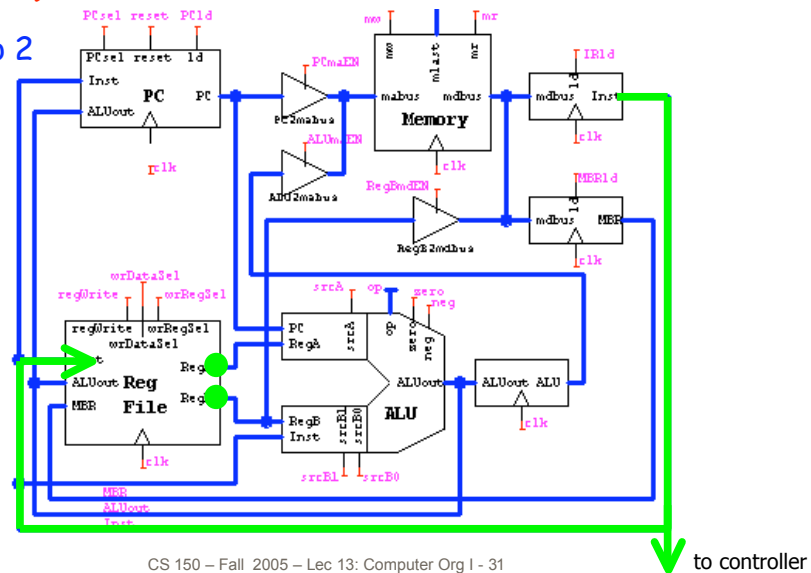 PCsel reset PCld
mw
mr
p 2
PCsel reset ld
Inst
PC
PC
ALUout
clk
PCmaEN
PC2mabus
ALUmaEN
ALU2mabus
mw
mlast
mr
mabus
mdbus
Memory
clk
IRld
ld
mdbus
Inst
clk
RegBmdEN
RegB2mdbus
MBRld
ld
mdbus
MBR
clk
wrDataSel
regWrite
wrRegSel
regWrite
wrRegSel
wrDataSel
t
Reg
ALUout
Reg File
Reg
MBR
clk
srcA
op
zero
neg
PC
RegA
srcA
op
zero
neg
ALUout
ALU
RegB
Inst
srcB1
srcB0
srcB1
srcB0
ALUout ALU
clk
MBR
ALUout
Inst
CS 150 – Fall 2005 – Lec 13: Computer Org I - 31
to controller